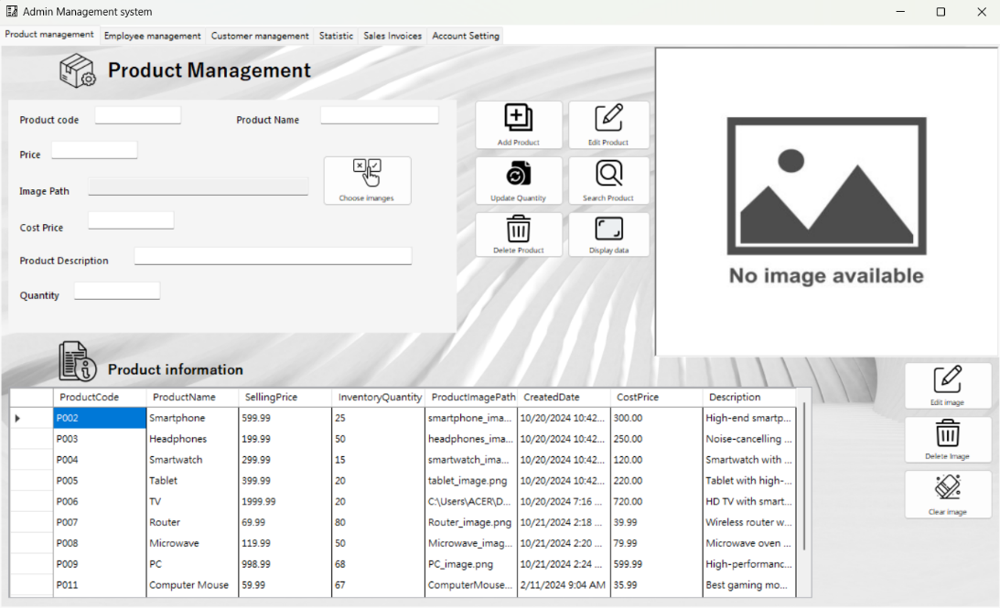 Admin Management system
Product management Employee management Customer management Statistic Sales Invoices Account Setting
Product Management
Product code Product Name
Price
Image Path
Cost Price
Product Description
Quantity
Choose imanges
Add Product Edit Product
Update Quantity Search Product
Delete Product Display data
No image available
Product information
Edit image
Delete Image
Clear image
ProductCode ProductName SellingPrice InventoryQuantity ProductImagePath CreatedDate CostPrice Description
P002 Smartphone 599.99 25 smartphone_ima... 10/20/2024 10:42... 300.00 High-end smartp...
P003 Headphones 199.99 50 headphones_ima... 10/20/2024 10:42... 250.00 Noise-cancelling ...
P004 Smartwatch 299.99 15 smartwatch_ima... 10/20/2024 10:42... 120.00 Smartwatch with ...
P005 Tablet 399.99 20 tablet_image.png 10/20/2024 10:42... 220.00 Tablet with high-...
P006 TV 1999.99 20 C:\Users\ACER\D... 10/20/2024 7:16 ... 720.00 HD TV with smart...
P007 Router 69.99 80 Router_image.png 10/21/2024 2:18 ... 39.99 Wireless router w...
P008 Microwave 119.99 50 Microwave_imag... 10/21/2024 2:20 ... 79.99 Microwave oven ...
P009 PC 998.99 68 PC_image.png 10/21/2024 2:24 ... 599.99 High-performanc...
P011 Computer Mouse 59.99 67 ComputerMouse... 2/11/2024 9:04 AM 35.99 Best gaming mo...